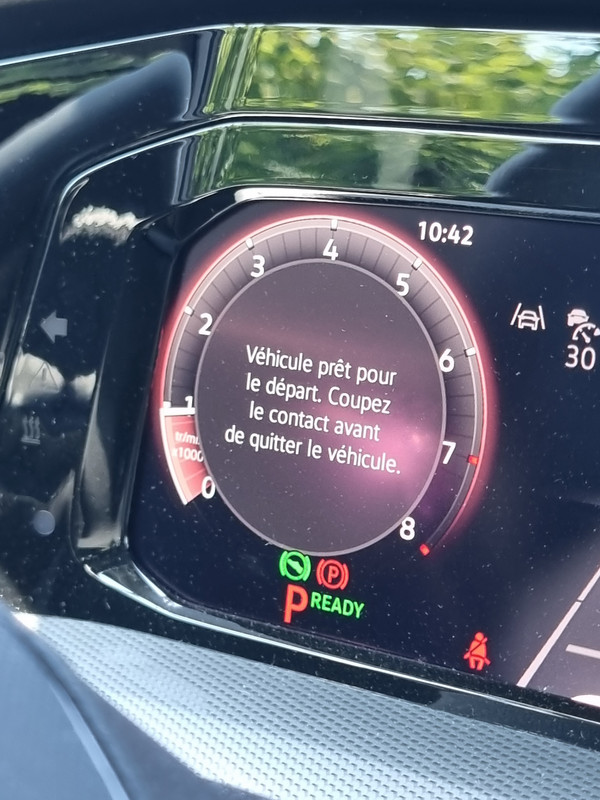 10:42
4
3
5
2
6
30
Véhicule prêt pour
le départ. Coupez
le contact avant
de quitter le véhicule.
1
7
tr/min
x1000
0
8
P
P READY